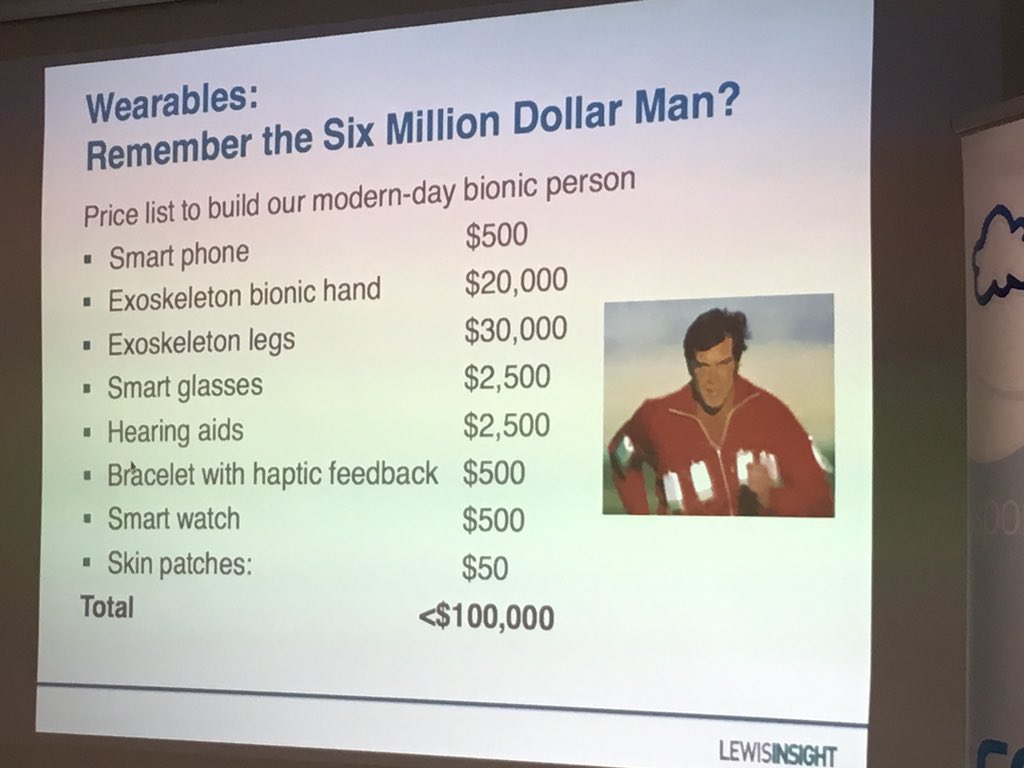 Wearables:
Remember the Six Million Dollar Man?
Price list to build our modern-day bionic person
▪ Smart phone $500
▪ Exoskeleton bionic hand $20,000
▪ Exoskeleton legs $30,000
▪ Smart glasses $2,500
▪ Hearing aids $2,500
▪ Bracelet with haptic feedback $500
▪ Smart watch $500
▪ Skin patches: $50
Total <$100,000
LEWISINSIGHT